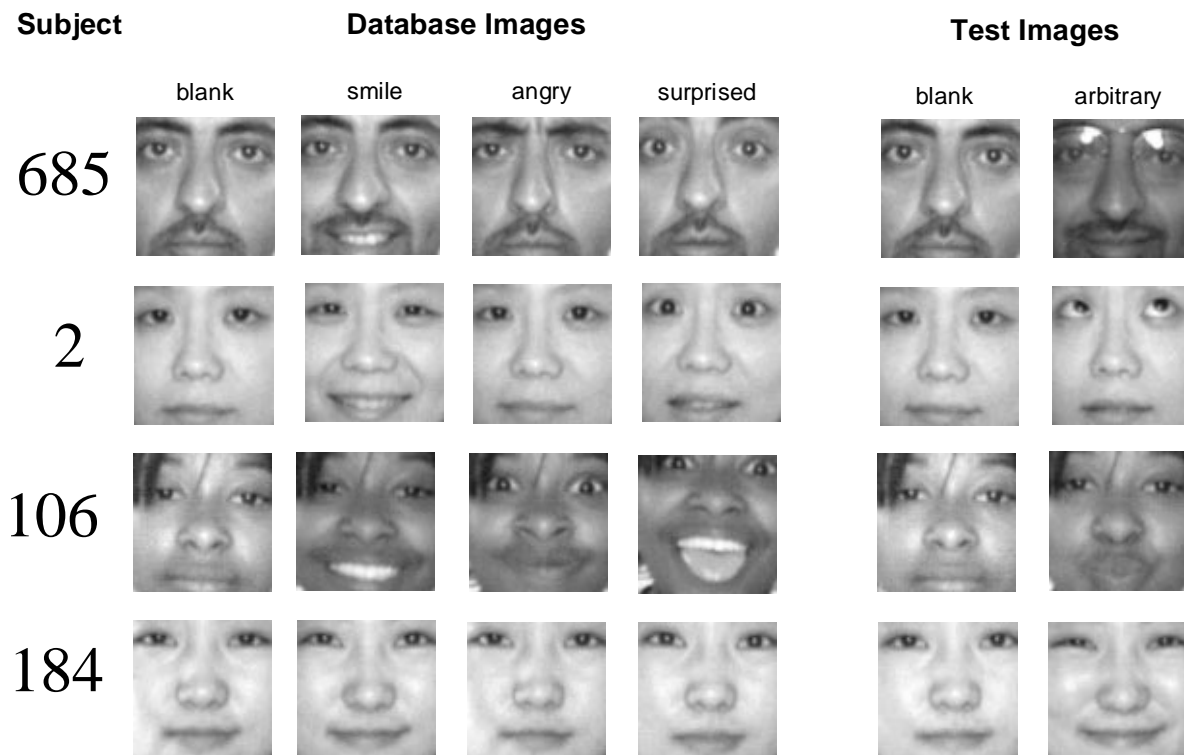 Subject Database Images Test Images
blank smile angry surprised blank arbitrary
685
2
106
184